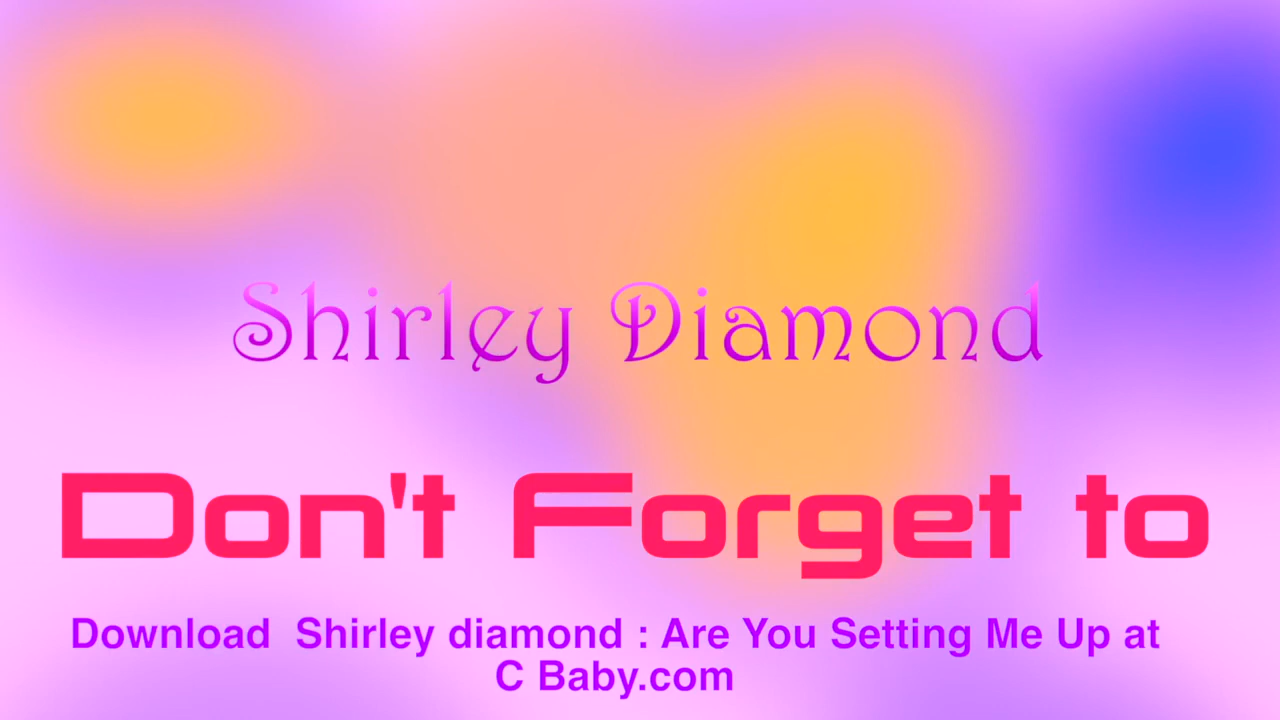 Shirley Diamond
Don't Forget to
Download  Shirley diamond : Are You Setting Me Up at
C Baby.com